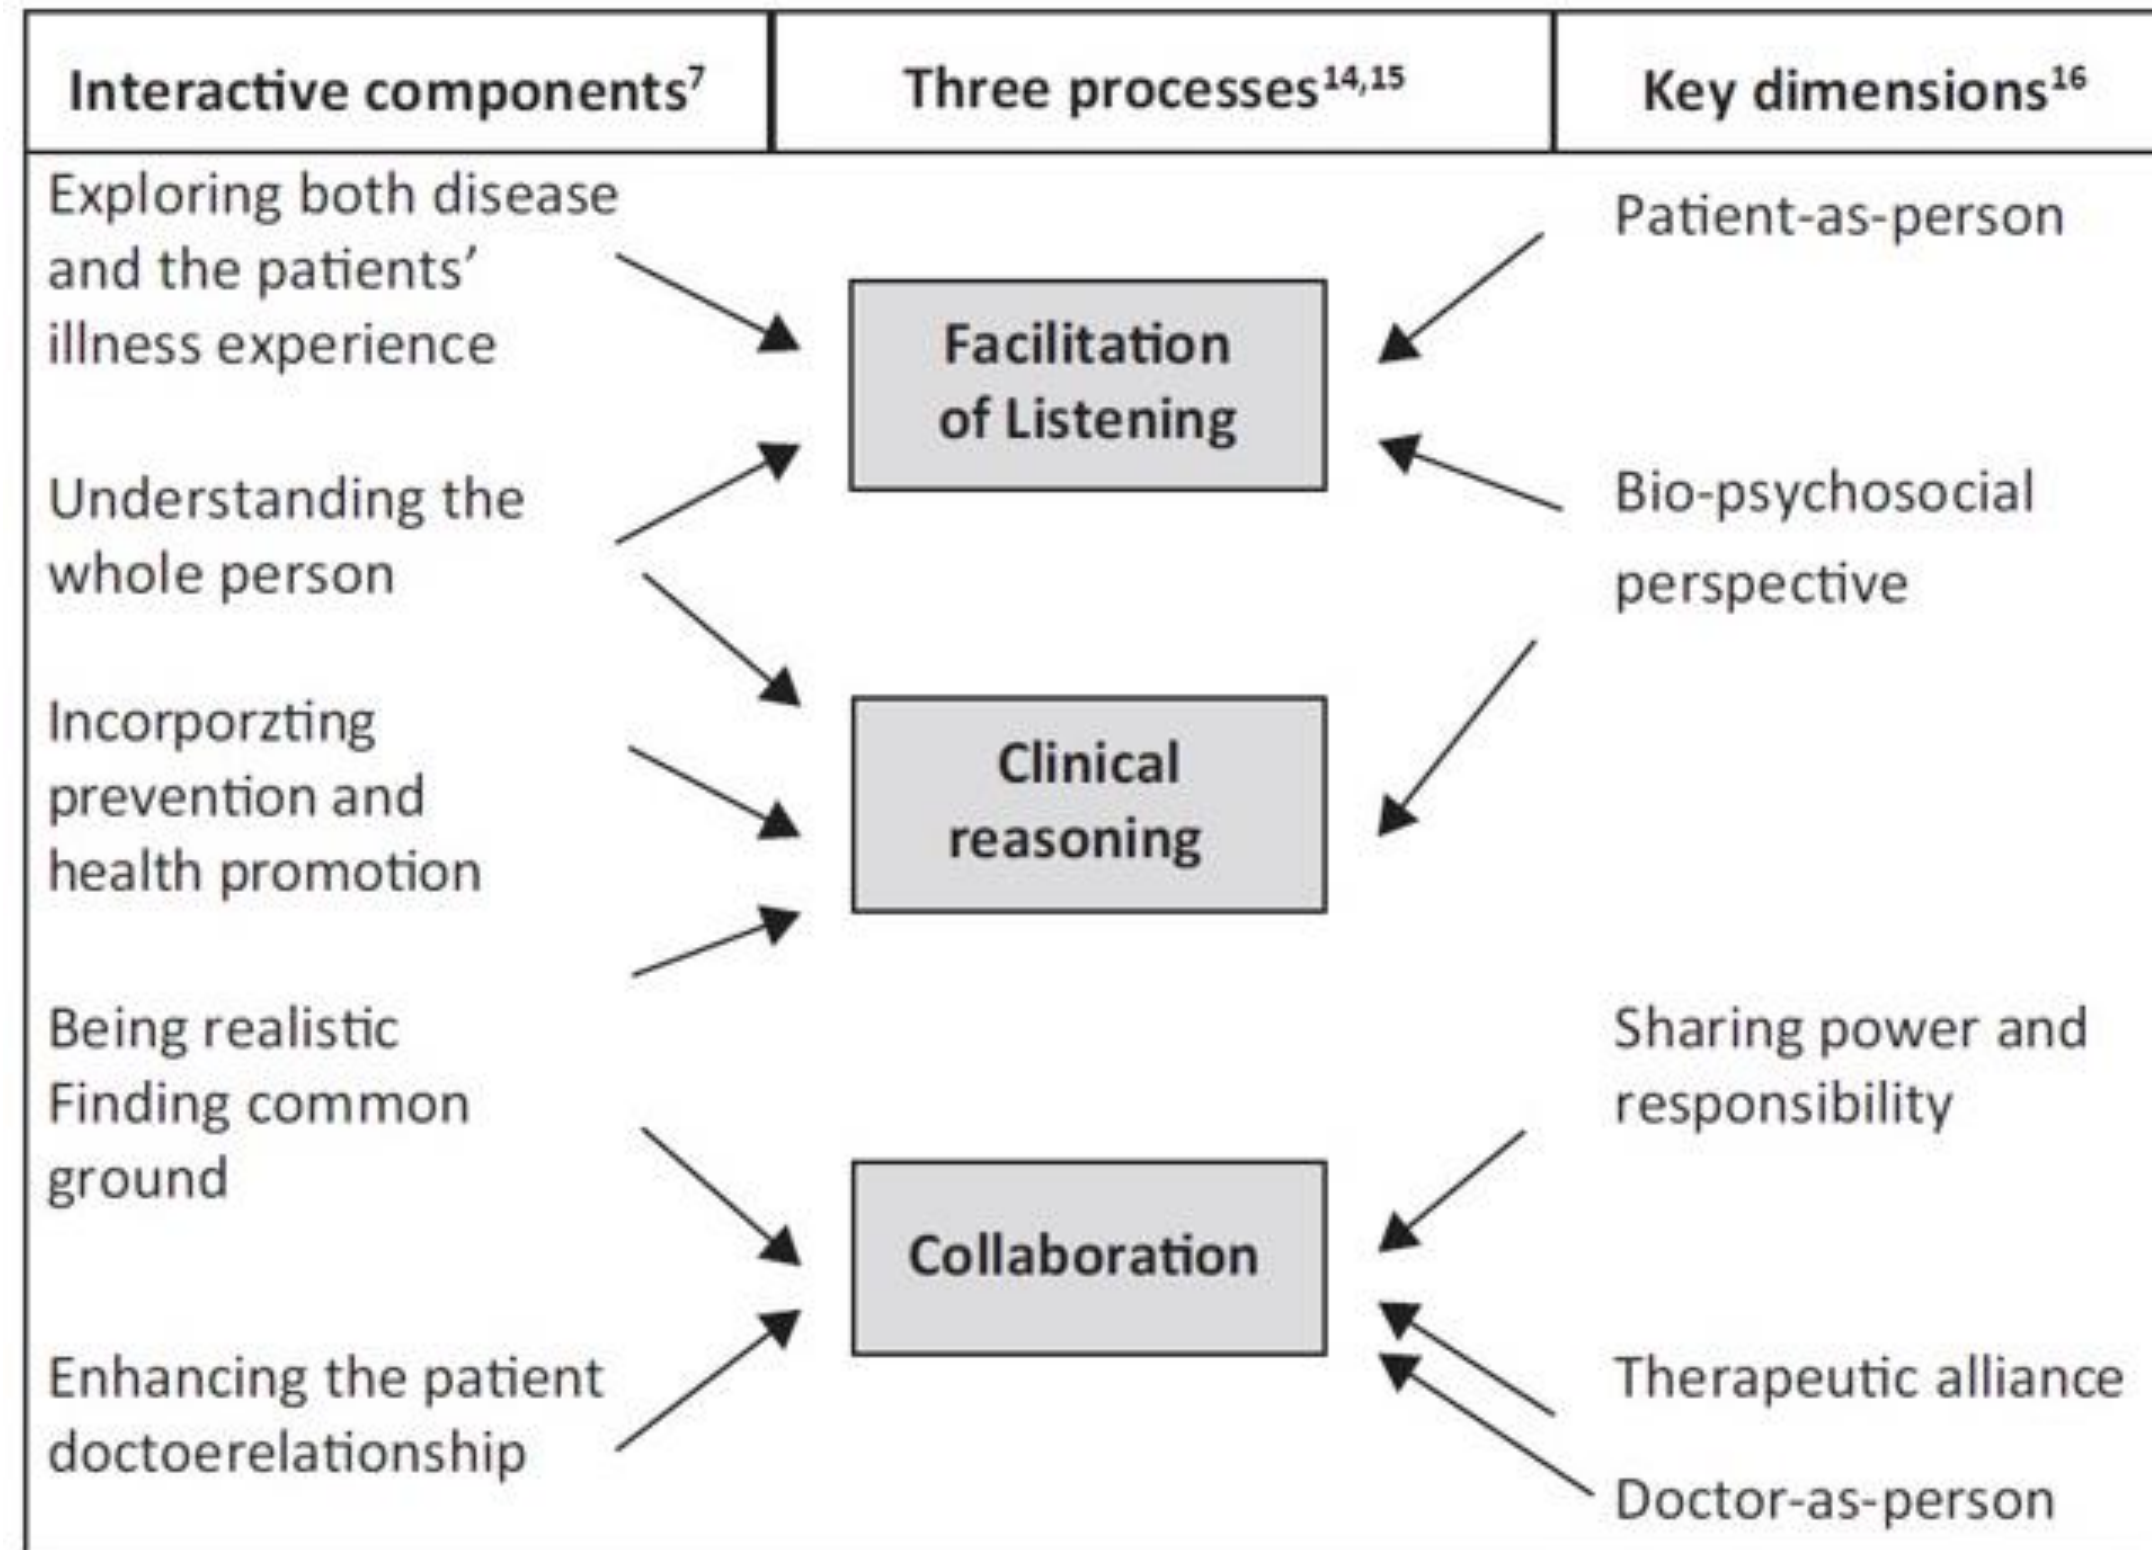 Interactive components⁷
Three processes¹⁴,¹⁵
Key dimensions¹⁶
Exploring both disease
and the patients’
illness experience
Understanding the
whole person
Incorporzting
prevention and
health promotion
Being realistic
Finding common
ground
Enhancing the patient
doctoerelationship
Facilitation
of Listening
Clinical
reasoning
Collaboration
Patient-as-person
Bio-psychosocial
perspective
Sharing power and
responsibility
Therapeutic alliance
Doctor-as-person